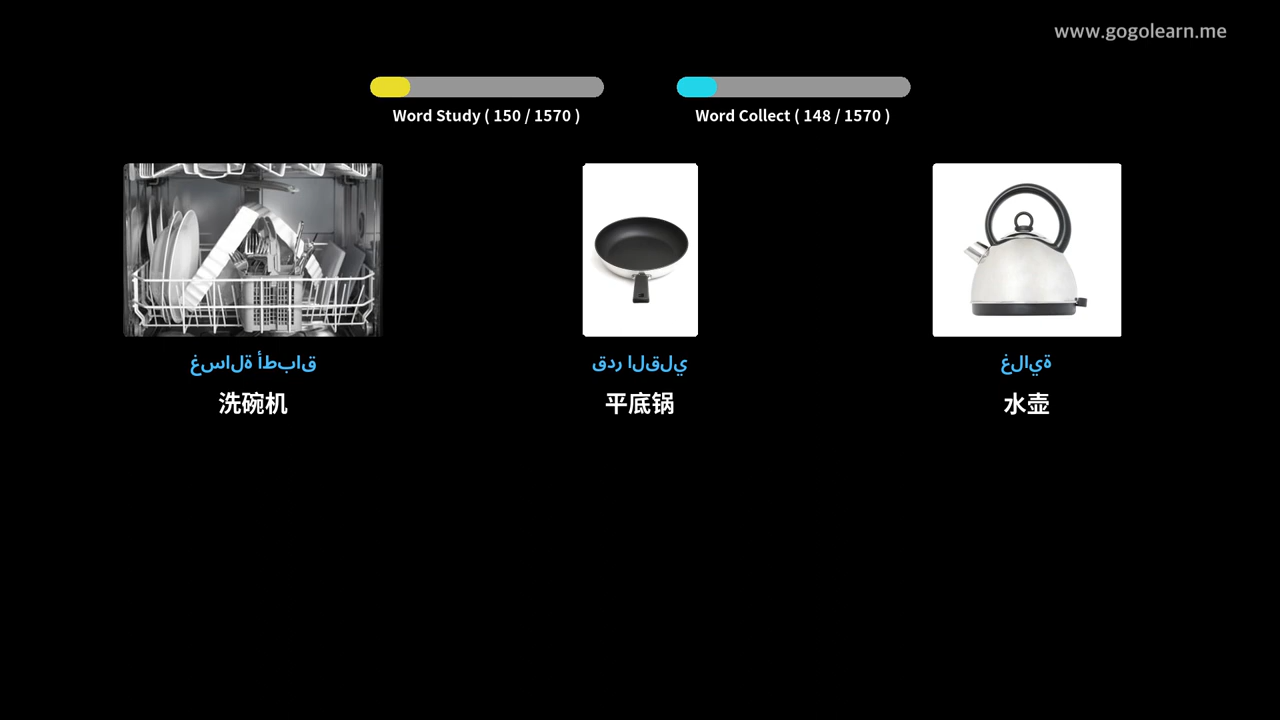 www.gogolearn.me
Word Study ( 150 / 1570 )
Word Collect ( 148 / 1570 )
غسالة أطباق
قدر القلي
غلاية
洗碗机
平底锅
水壶